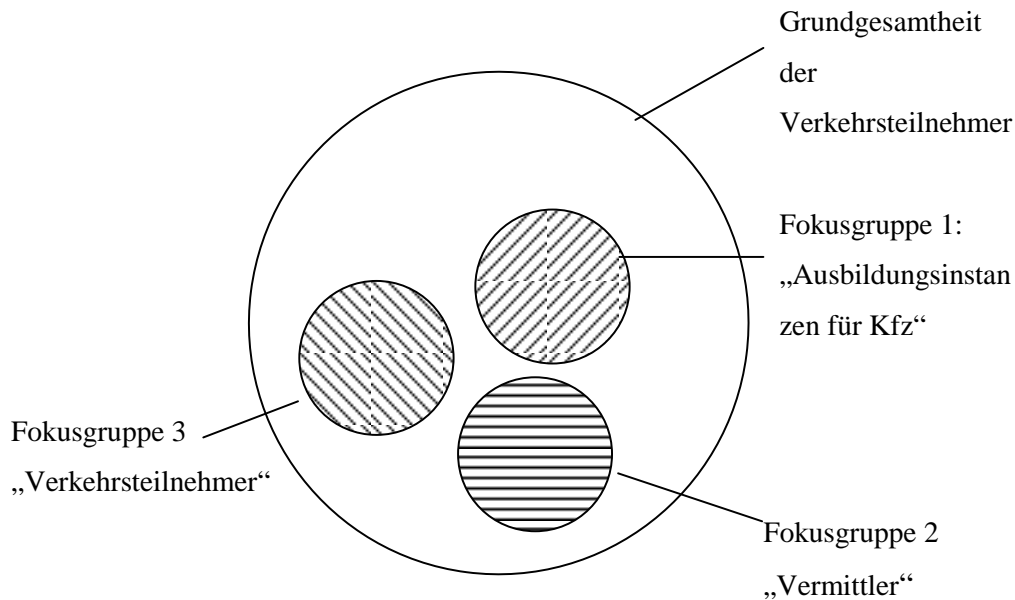 Grundgesamtheit
der
Verkehrsteilnehmer
Fokusgruppe 1:
„Ausbildungsinstan
zen für Kfz“
Fokusgruppe 3
„Verkehrsteilnehmer“
Fokusgruppe 2
„Vermittler“